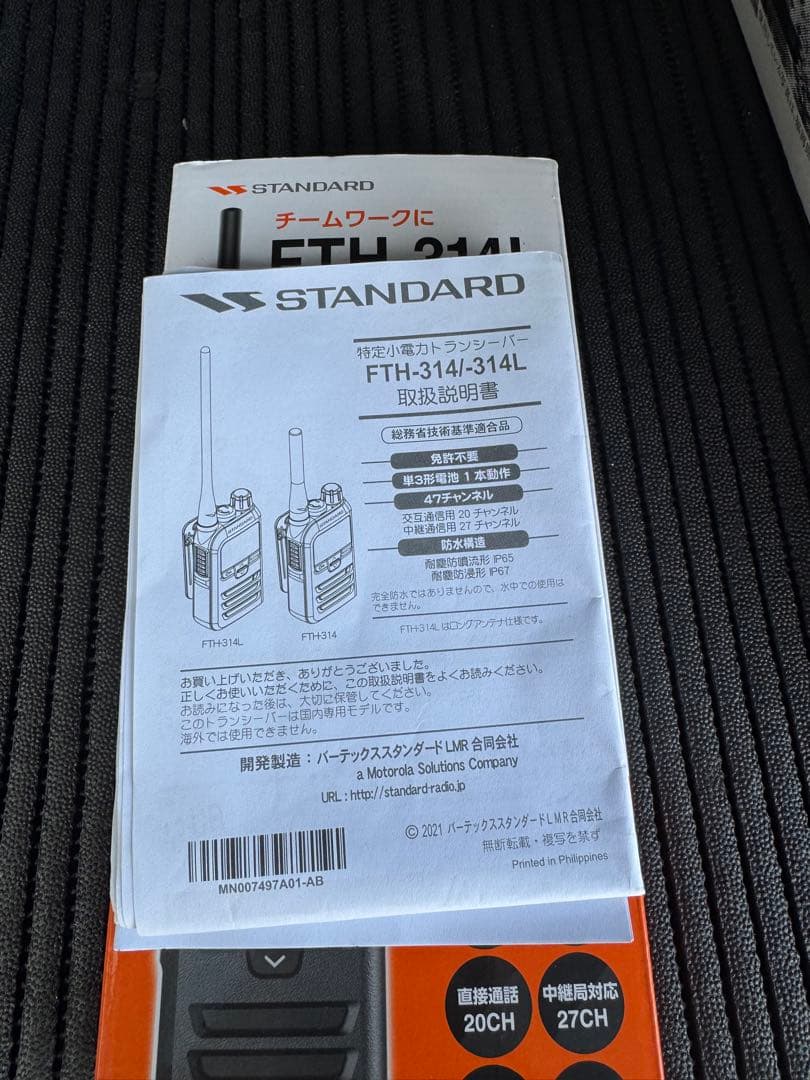 STANDARD
チームワークに
FTH-314L
STANDARD
特定小電力トランシーバー
FTH-314/-314L
取扱説明書
総務省技術基準適合品
免許不要
単3形電池 1 本動作
47チャンネル
交互通信用 20 チャンネル
中継通信用 27 チャンネル
防水構造
耐塵防噴流形 IP65
耐塵防浸形 IP67
完全防水ではありませんので、水中での使用は
できません。
FTH-314L はロングアンテナ仕様です。
FTH-314L
FTH-314
お買い上げいただき、ありがとうございました。
正しくお使いいただくために、この取扱説明書をよくお読みください。
お読みになった後は、大切に保管してください。
このトランシーバーは国内専用モデルです。
海外では使用できません。
開発製造：バーテックススタンダード LMR 合同会社
a Motorola Solutions Company
URL : http://standard-radio.jp
© 2021 バーテックススタンダードLMR合同会社
無断転載・複写を禁ず
Printed in Philippines
MN007497A01-AB
直接通話
20CH
中継局対応
27CH